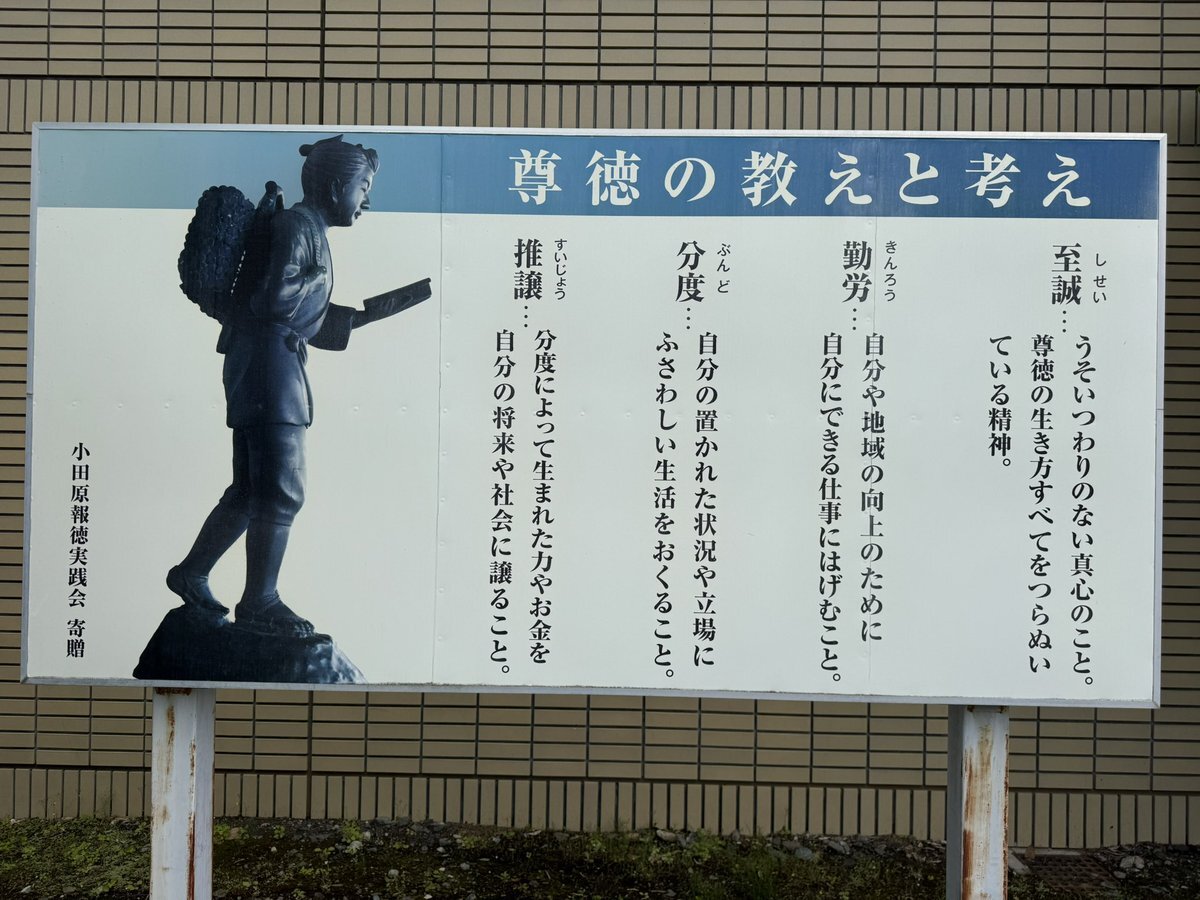 尊徳の教えと考え
しせい
至誠…
うそいつわりのない真心のこと。
尊徳の生き方すべてをつらぬい
ている精神。
きんろう
勤労…
自分や地域の向上のために
自分にできる仕事にはげむこと。
ぶんど
分度…
自分の置かれた状況や立場に
ふさわしい生活をおくること。
すいじょう
推譲…
分度によって生まれた力やお金を
自分の将来や社会に譲ること。
小田原報徳実践会 寄贈